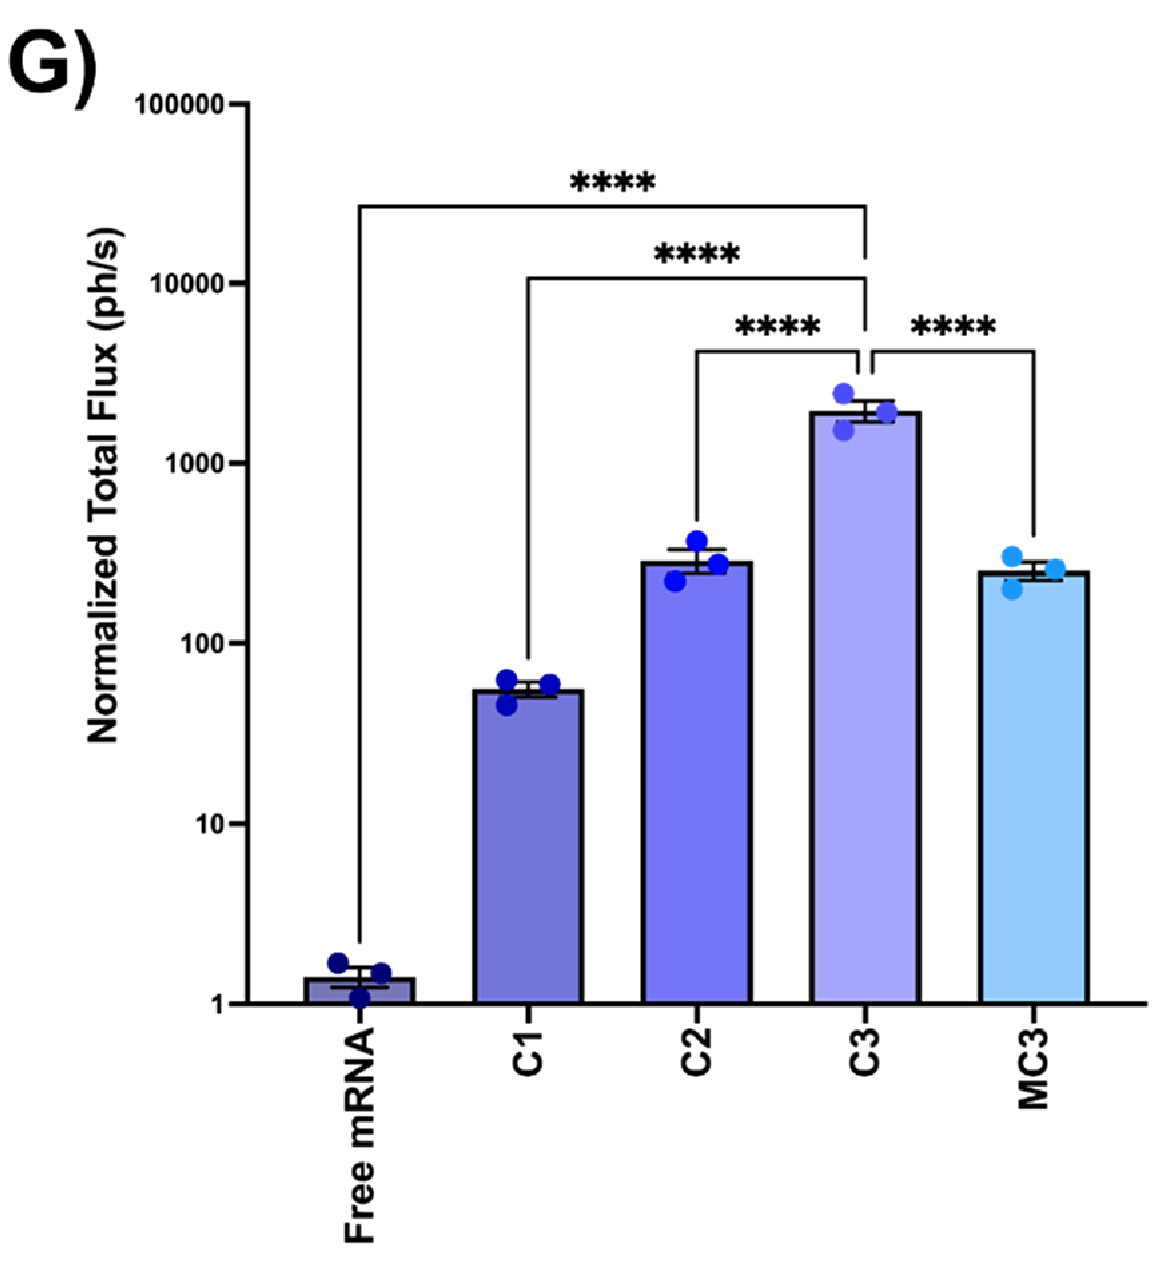 G)
Normalized Total Flux (ph/s)
100000
10000
1000
100
10
1
****
****
**** ****
Free mRNA
C1
C2
C3
MC3